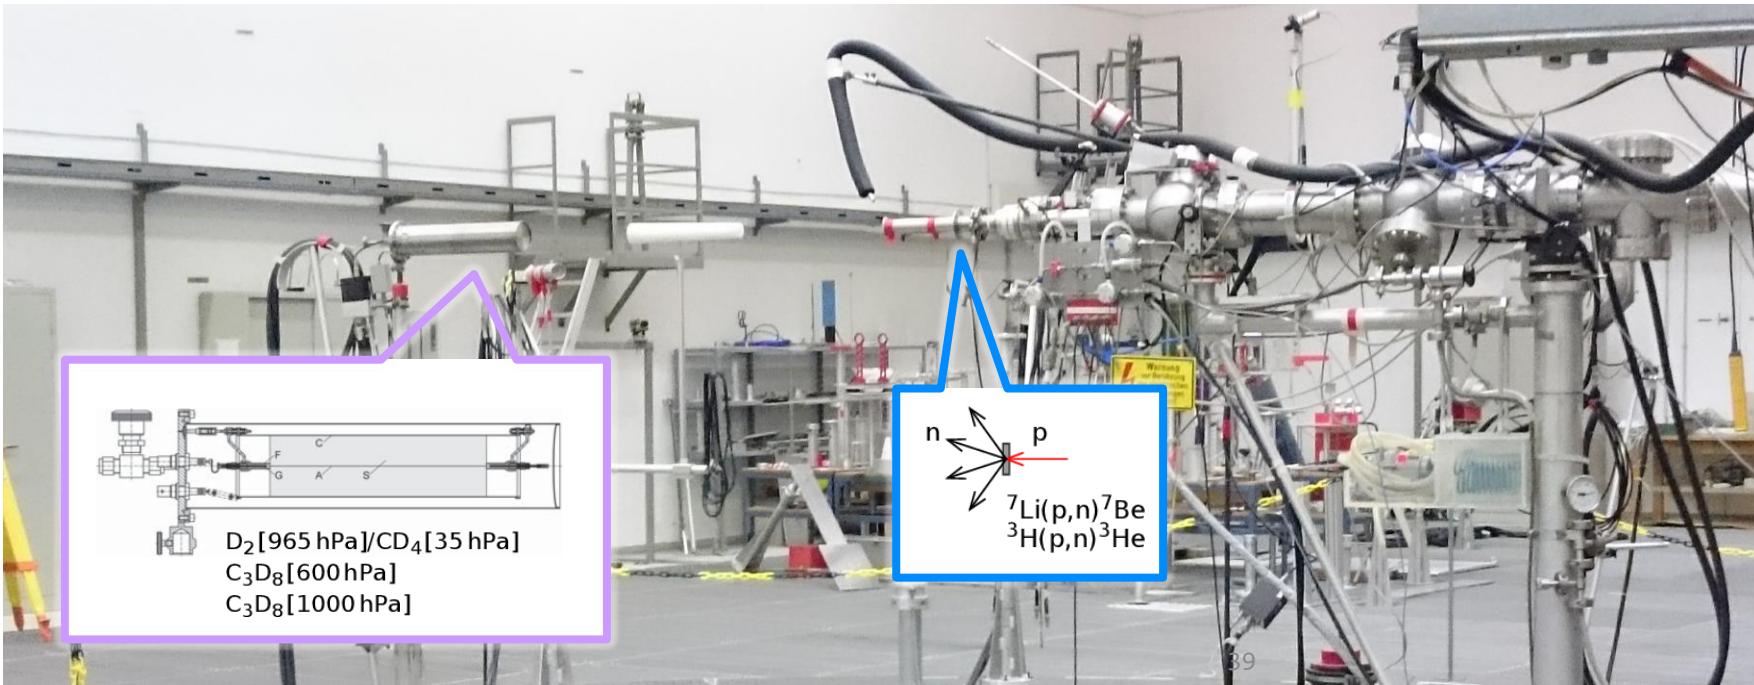 C
F
G
A
S
D₂[965 hPa]/CD₄[35 hPa]
C₃D₈[600 hPa]
C₃D₈[1000 hPa]
n
p
⁷Li(p,n)⁷Be
³H(p,n)³He
Warnung
39